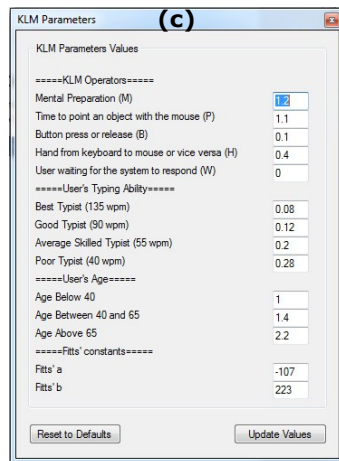 KLM Parameters
(c)
KLM Parameters Values
=====KLM Operators=====
Mental Preparation (M) 1.2
Time to point an object with the mouse (P) 1.1
Button press or release (B) 0.1
Hand from keyboard to mouse or vice versa (H) 0.4
User waiting for the system to respond (W) 0
=====User's Typing Ability=====
Best Typist (135 wpm) 0.08
Good Typist (90 wpm) 0.12
Average Skilled Typist (55 wpm) 0.2
Poor Typist (40 wpm) 0.28
=====User's Age=====
Age Below 40 1
Age Between 40 and 65 1.4
Age Above 65 2.2
=====Fitts' constants=====
Fitts' a -107
Fitts' b 223
Reset to Defaults Update Values